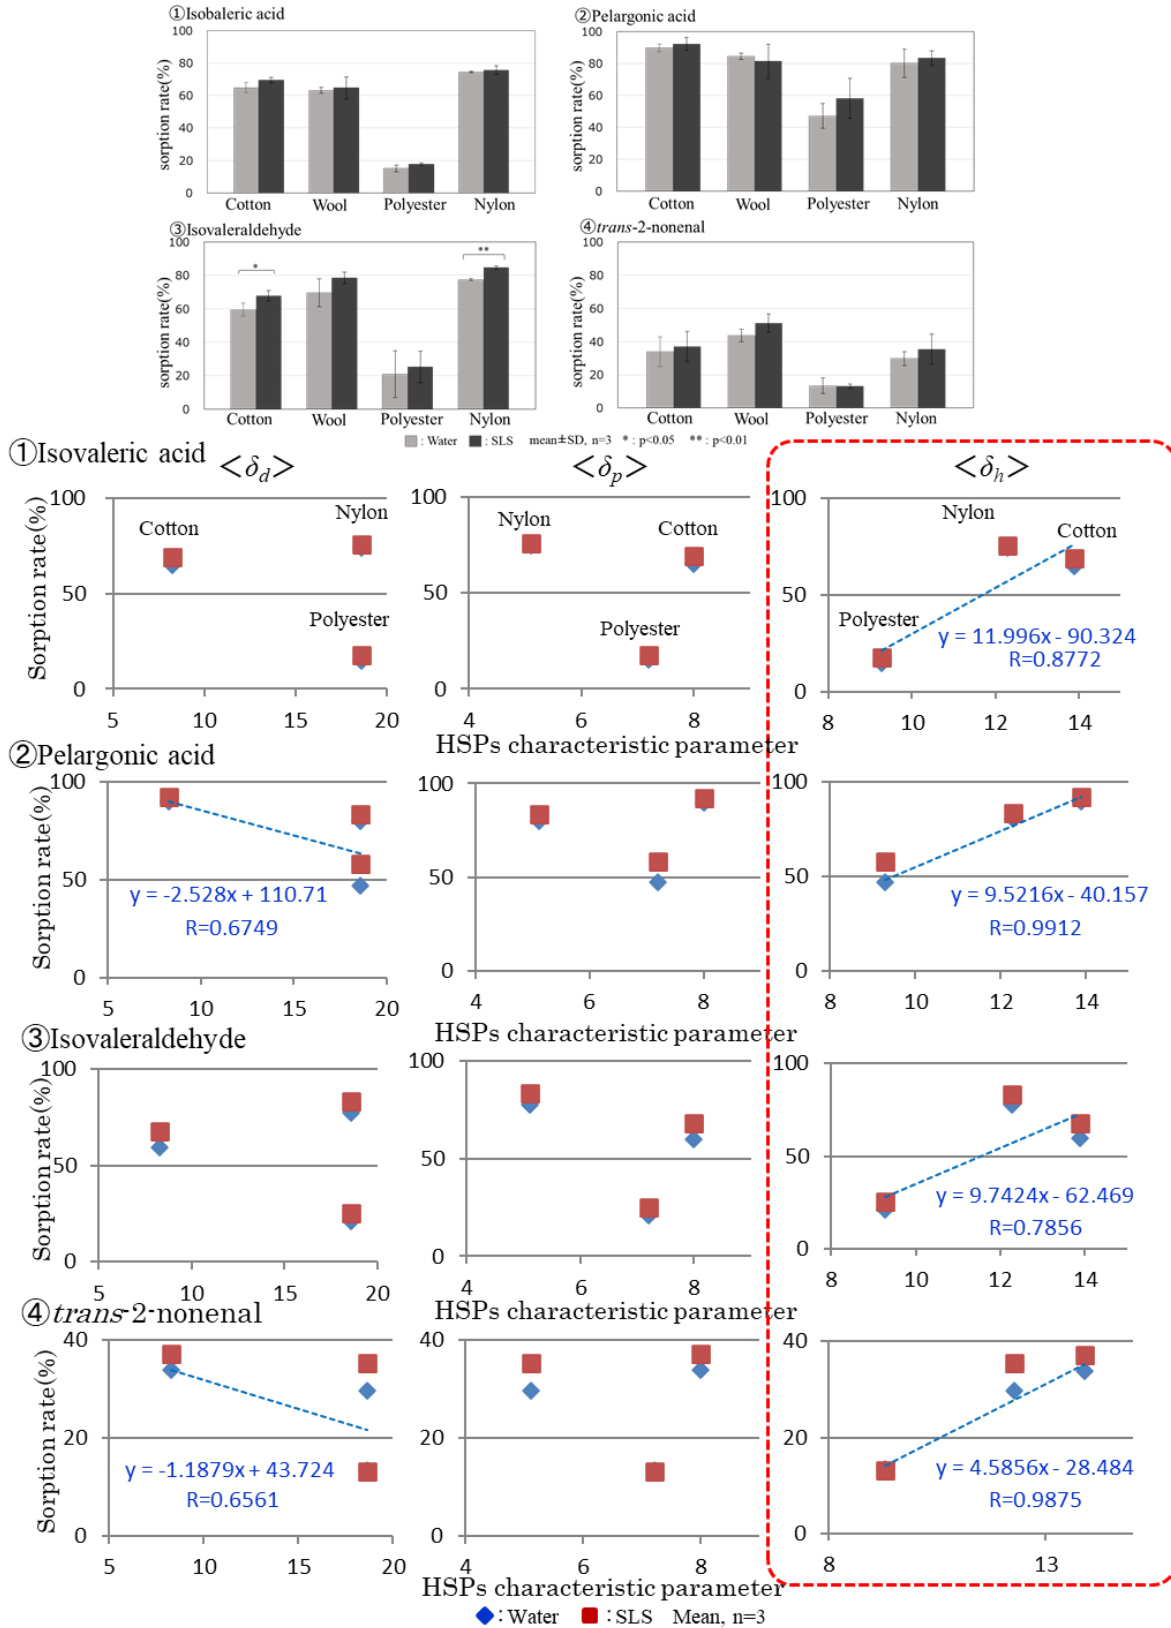 ①Isobaleric acid
②Pelargonic acid
sorption rate(%)
100
80
60
40
20
0
Cotton Wool Polyester Nylon
sorption rate(%)
100
80
60
40
20
0
Cotton Wool Polyester Nylon
③Isovaleraldehyde
④trans-2-nonenal
sorption rate(%)
100
80
60
40
20
0
*
**
Cotton Wool Polyester Nylon
sorption rate(%)
100
80
60
40
20
0
Cotton Wool Polyester Nylon
: Water : SLS mean±SD, n=3 * : p<0.05 ** : p<0.01
①Isovaleric acid
<δd>
<δp>
<δh>
Sorption rate(%)
100
50
0
Cotton
Nylon
Polyester
5 10 15 20
100
50
0
Nylon
Cotton
Polyester
4 6 8
100
50
0
Nylon
Cotton
Polyester
y = 11.996x - 90.324
R=0.8772
8 10 12 14
HSPs characteristic parameter
②Pelargonic acid
Sorption rate(%)
100
50
0
y = -2.528x + 110.71
R=0.6749
5 10 15 20
100
50
0
4 6 8
100
50
0
y = 9.5216x - 40.157
R=0.9912
8 10 12 14
HSPs characteristic parameter
③Isovaleraldehyde
Sorption rate(%)
100
50
0
5 10 15 20
100
50
0
4 6 8
100
50
0
y = 9.7424x - 62.469
R=0.7856
8 10 12 14
HSPs characteristic parameter
④trans-2-nonenal
Sorption rate(%)
40
20
0
y = -1.1879x + 43.724
R=0.6561
5 10 15 20
40
20
0
4 6 8
40
20
0
y = 4.5856x - 28.484
R=0.9875
8 13
HSPs characteristic parameter
: Water : SLS Mean, n=3